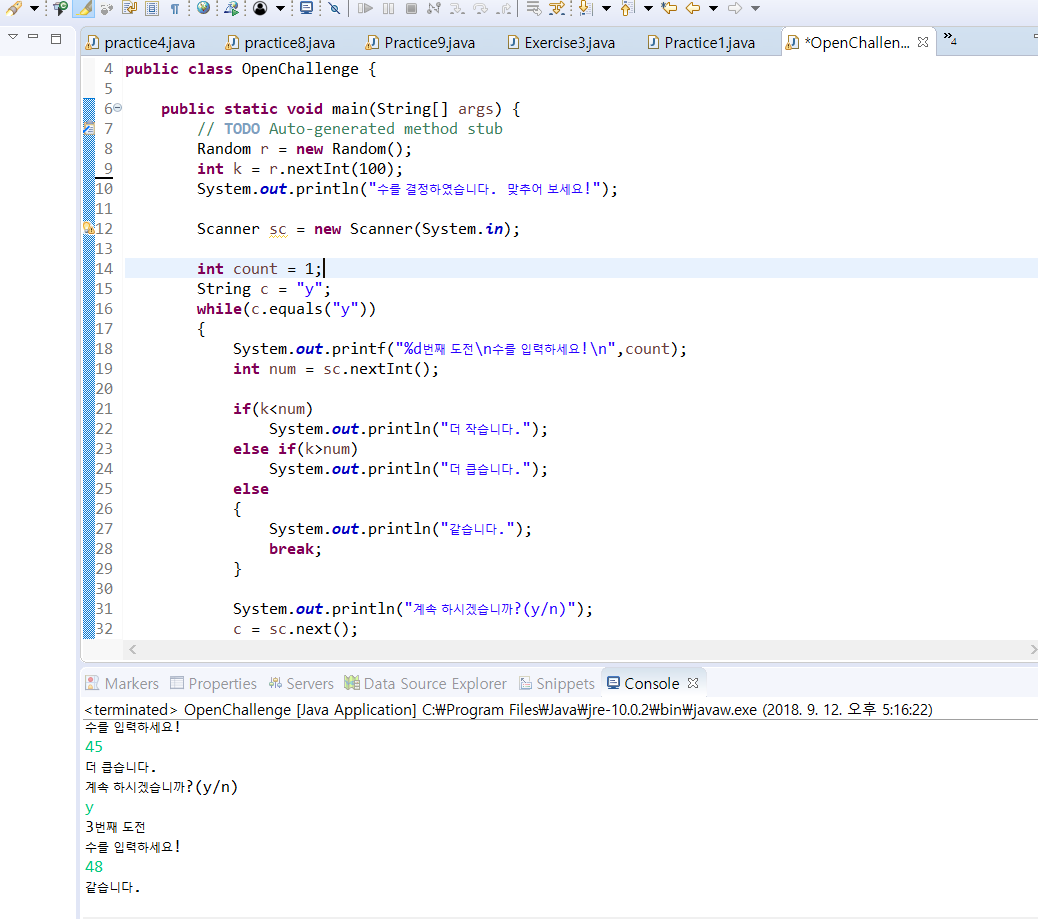 practice4.java practice8.java Practice9.java Exercise3.java Practice1.java *OpenChallen... »4
4 public class OpenChallenge {
5
6 public static void main(String[] args) {
7 // TODO Auto-generated method stub
8 Random r = new Random();
9 int k = r.nextInt(100);
10 System.out.println("수를 결정하였습니다. 맞추어 보세요!");
11
12 Scanner sc = new Scanner(System.in);
13
14 int count = 1;
15 String c = "y";
16 while(c.equals("y"))
17 {
18 System.out.printf("%d번째 도전\n수를 입력하세요!\n",count);
19 int num = sc.nextInt();
20
21 if(k<num)
22 System.out.println("더 작습니다.");
23 else if(k>num)
24 System.out.println("더 큽습니다.");
25 else
26 {
27 System.out.println("같습니다.");
28 break;
29 }
30
31 System.out.println("계속 하시겠습니까?(y/n)");
32 c = sc.next();
Markers Properties Servers Data Source Explorer Snippets Console
<terminated> OpenChallenge [Java Application] C:₩Program Files₩Java₩jre-10.0.2₩bin₩javaw.exe (2018. 9. 12. 오후 5:16:22)
수를 입력하세요!
45
더 큽습니다.
계속 하시겠습니까?(y/n)
y
3번째 도전
수를 입력하세요!
48
같습니다.